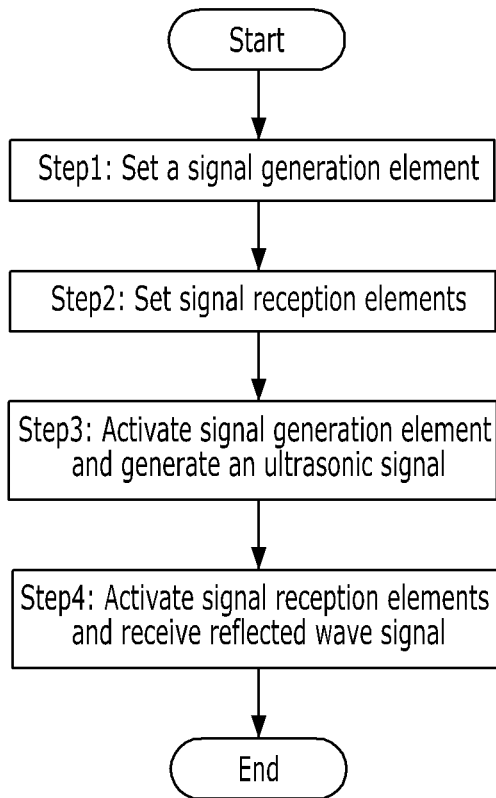 Start
Step1: Set a signal generation element
Step2: Set signal reception elements
Step3: Activate signal generation element
and generate an ultrasonic signal
Step4: Activate signal reception elements
and receive reflected wave signal
End